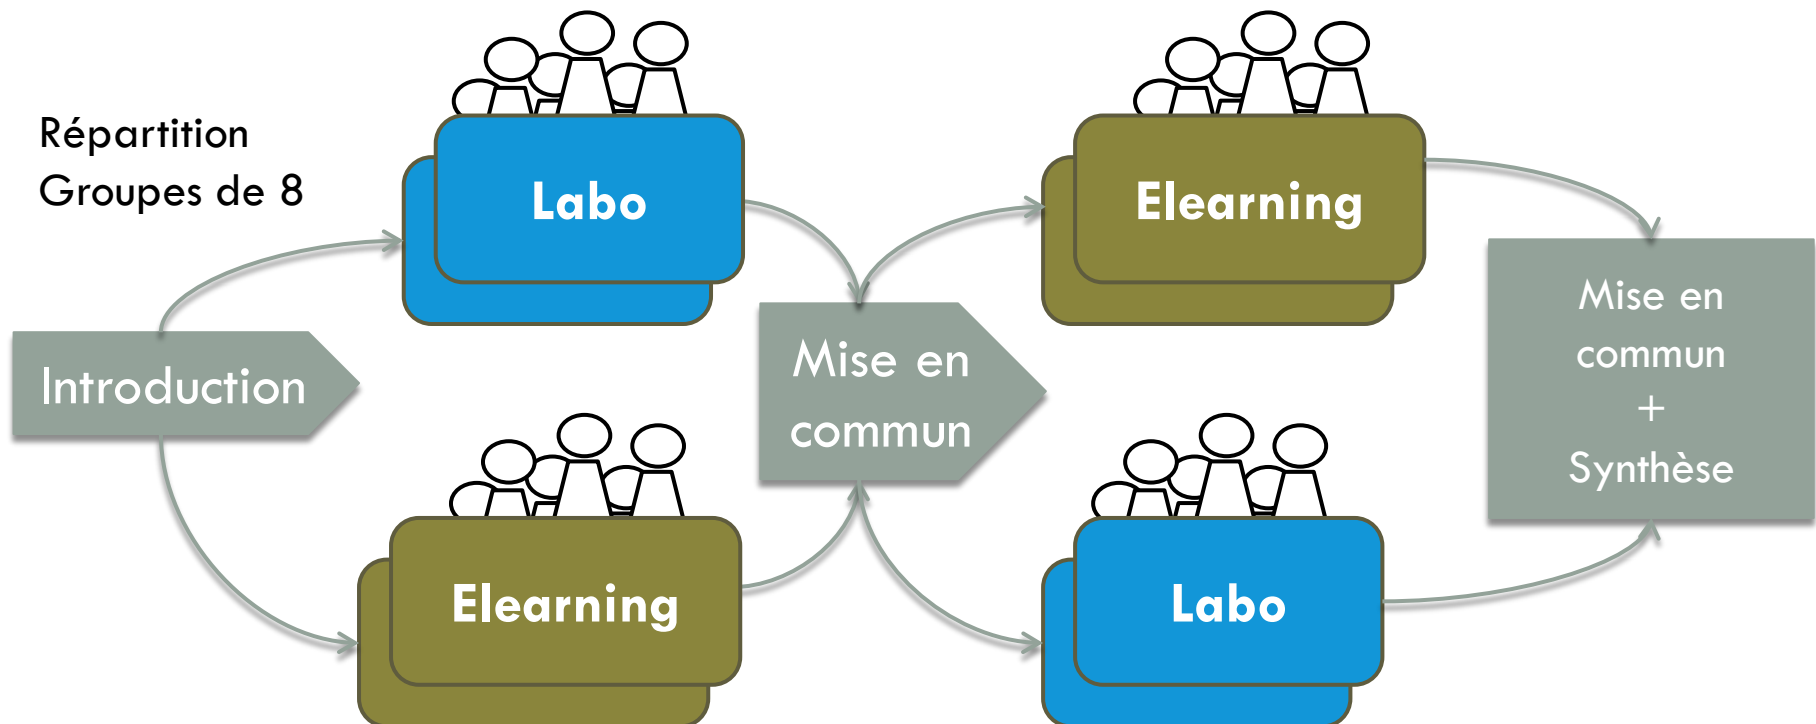 Répartition
Groupes de 8
Introduction
Labo
Elearning
Mise en
commun
Elearning
Labo
Mise en
commun
+
Synthèse